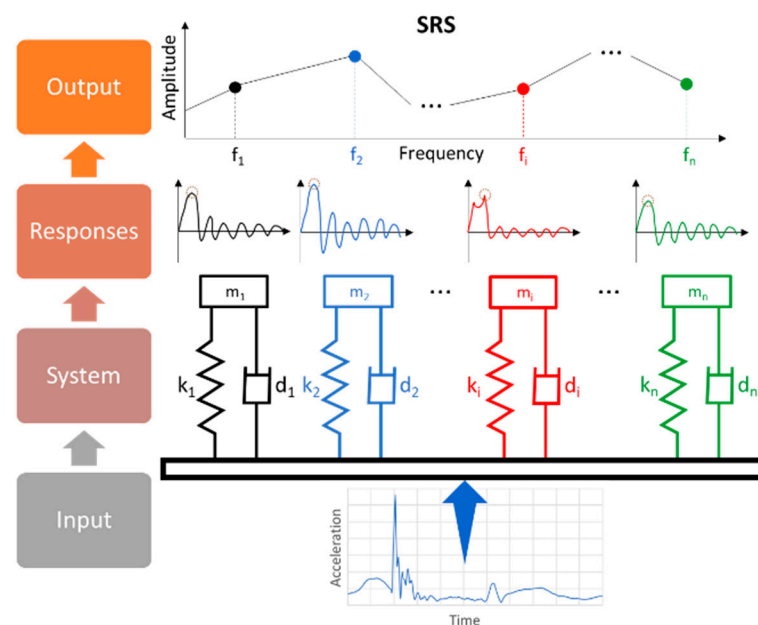 SRS
Output
Amplitude
... ...
f1 f2 Frequency fi fn
Responses
m1 m2 ... mi ... mn
System
k1 d1 k2 d2 ki di kn dn
Input
Acceleration
Time